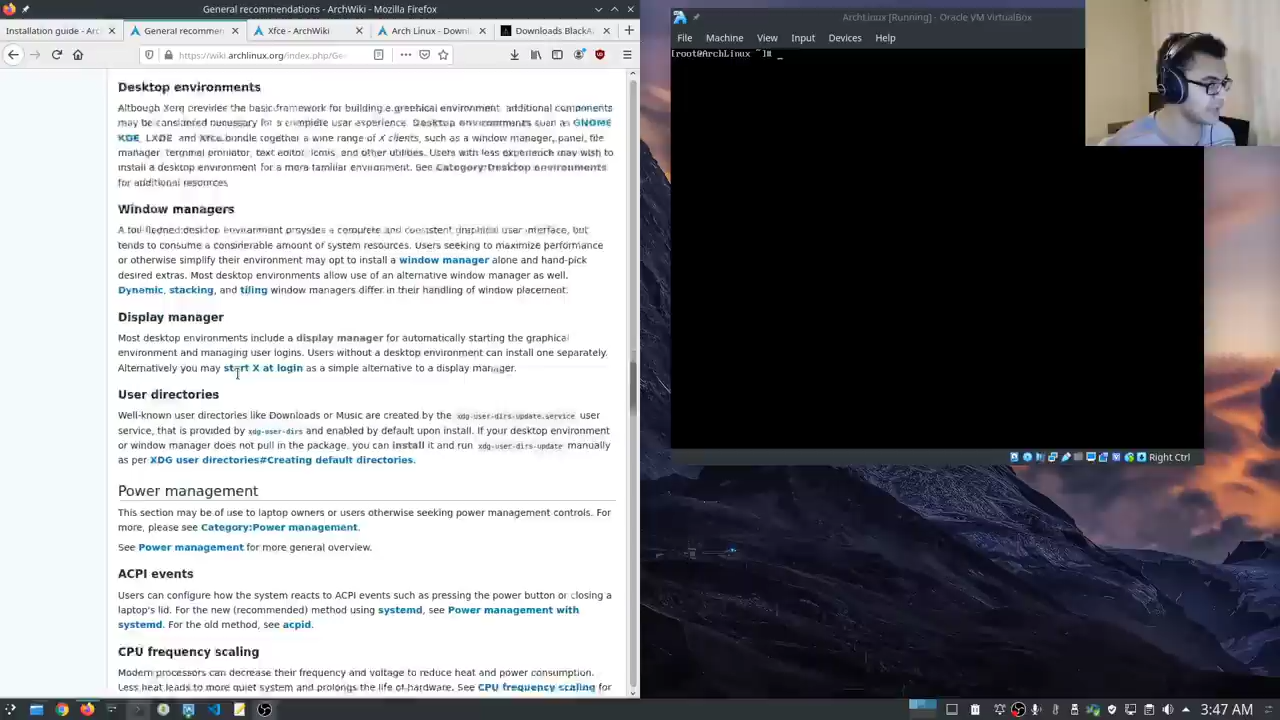 General recommendations - ArchWiki - Mozilla Firefox
Installation guide - Arc
General recommen
Xfce - ArchWiki
Arch Linux - Downl
Downloads BlackA
https://wiki.archlinux.org/index.php/Ge
Desktop environments
Although Xorg provides the basic framework for building a graphical environment, additional components
may be considered necessary for a complete user experience. Desktop environments such as GNOME
KDE, LXDE and Xfce bundle together a wide range of X clients, such as a window manager, panel, file
manager, terminal emulator, text editor, icons, and other utilities. Users with less experience may wish to
install a desktop environment for a more familiar environment. See Category:Desktop environments
for additional resources.
Window managers
A full-fledged desktop environment provides a complete and consistent graphical user interface, but
tends to consume a considerable amount of system resources. Users seeking to maximize performance
or otherwise simplify their environment may opt to install a window manager alone and hand-pick
desired extras. Most desktop environments allow use of an alternative window manager as well.
Dynamic, stacking, and tiling window managers differ in their handling of window placement.
Display manager
Most desktop environments include a display manager for automatically starting the graphical
environment and managing user logins. Users without a desktop environment can install one separately.
Alternatively you may start X at login as a simple alternative to a display manager.
User directories
Well-known user directories like Downloads or Music are created by the xdg-user-dirs-update.service user
service, that is provided by xdg-user-dirs and enabled by default upon install. If your desktop environment
or window manager does not pull in the package, you can install it and run xdg-user-dirs-update manually
as per XDG user directories#Creating default directories.
Power management
This section may be of use to laptop owners or users otherwise seeking power management controls. For
more, please see Category:Power management.
See Power management for more general overview.
ACPI events
Users can configure how the system reacts to ACPI events such as pressing the power button or closing a
laptop's lid. For the new (recommended) method using systemd, see Power management with
systemd. For the old method, see acpid.
CPU frequency scaling
Modern processors can decrease their frequency and voltage to reduce heat and power consumption.
Less heat leads to more quiet system and prolongs the life of hardware. See CPU frequency scaling for
ArchLinux [Running] - Oracle VM VirtualBox
File Machine View Input Devices Help
[root@ArchLinux ~]# _
Right Ctrl
3:47 AM